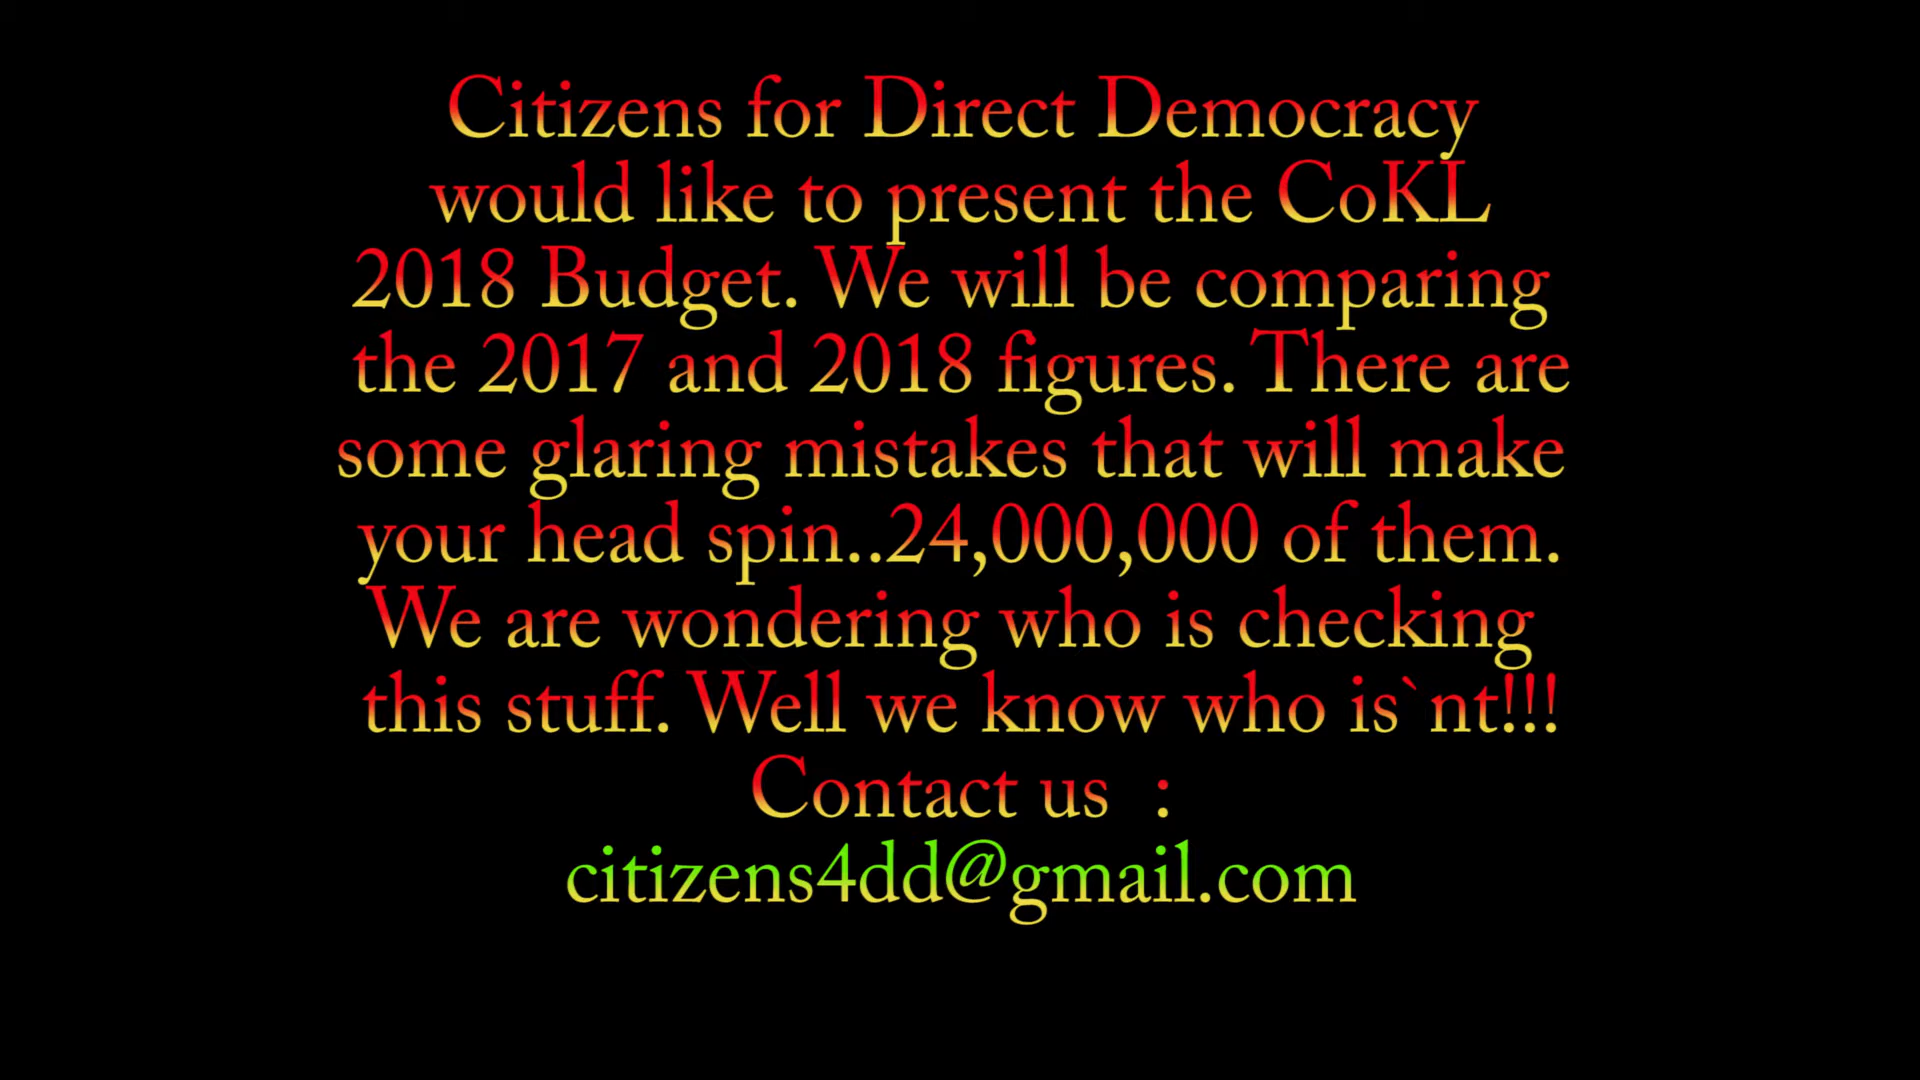 Citizens for Direct Democracy
would like to present the CoKL
2018 Budget. We will be comparing
the 2017 and 2018 figures. There are
some glaring mistakes that will make
your head spin..24,000,000 of them.
We are wondering who is checking
this stuff. Well we know who is`nt!!!
Contact us  :
citizens4dd@gmail.com